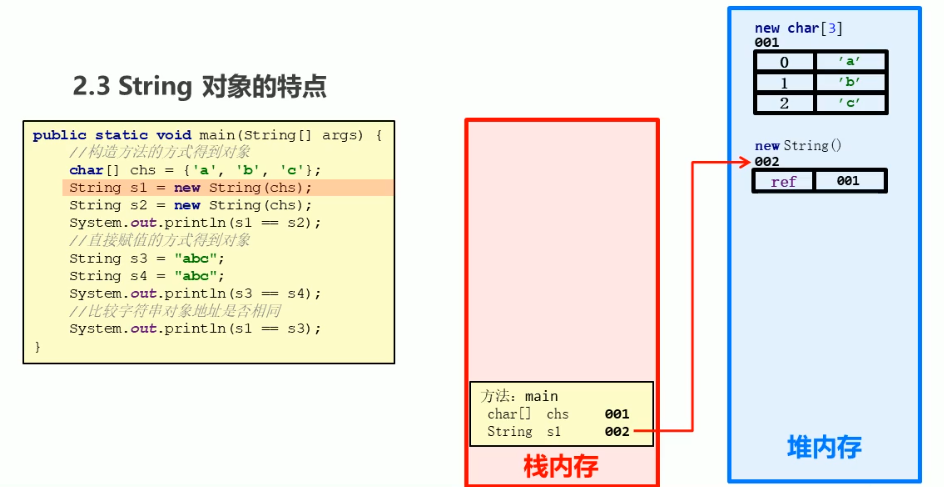 2.3 String 对象的特点
public static void main(String[] args) {
//构造方法的方式得到对象
char[] chs = {'a', 'b', 'c'};
String s1 = new String(chs);
String s2 = new String(chs);
System.out.println(s1 == s2);
//直接赋值的方式得到对象
String s3 = "abc";
String s4 = "abc";
System.out.println(s3 == s4);
//比较字符串对象地址是否相同
System.out.println(s1 == s3);
}
方法：main
char[] chs 001
String s1 002
栈内存
new char[3]
001
0 'a'
1 'b'
2 'c'
new String()
002
ref 001
堆内存